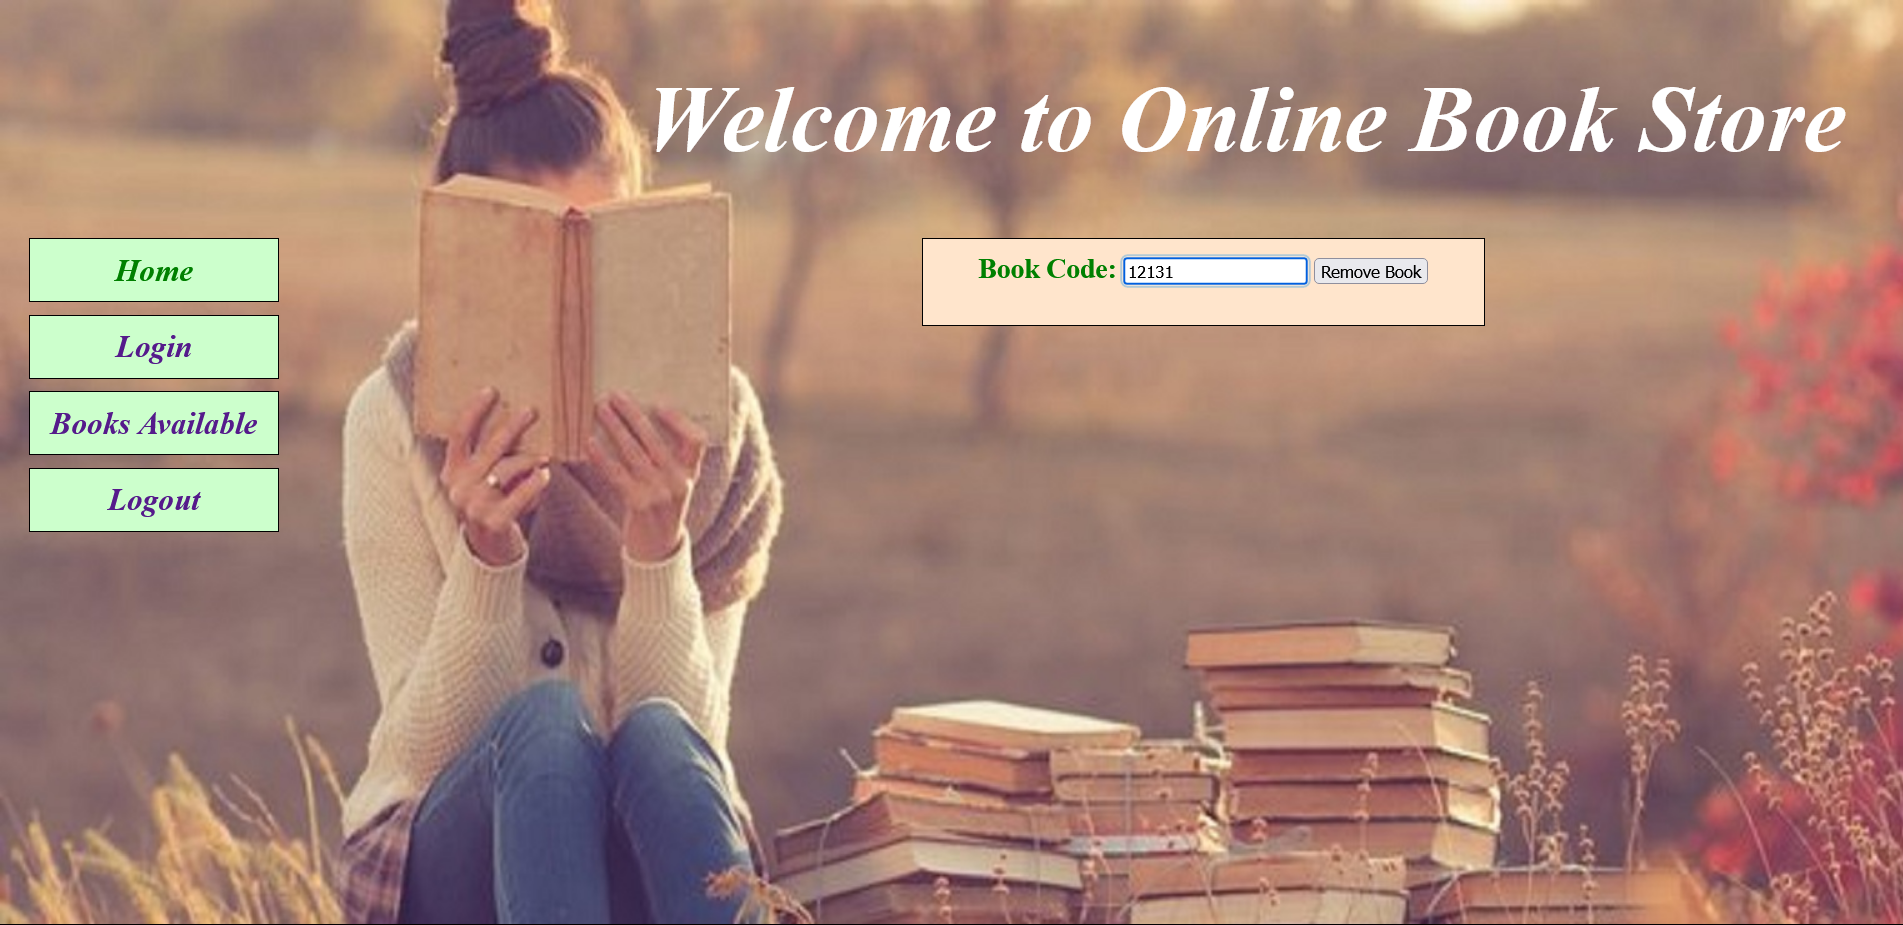 Welcome to Online Book Store
Home
Login
Books Available
Logout
Book Code: 12131 Remove Book